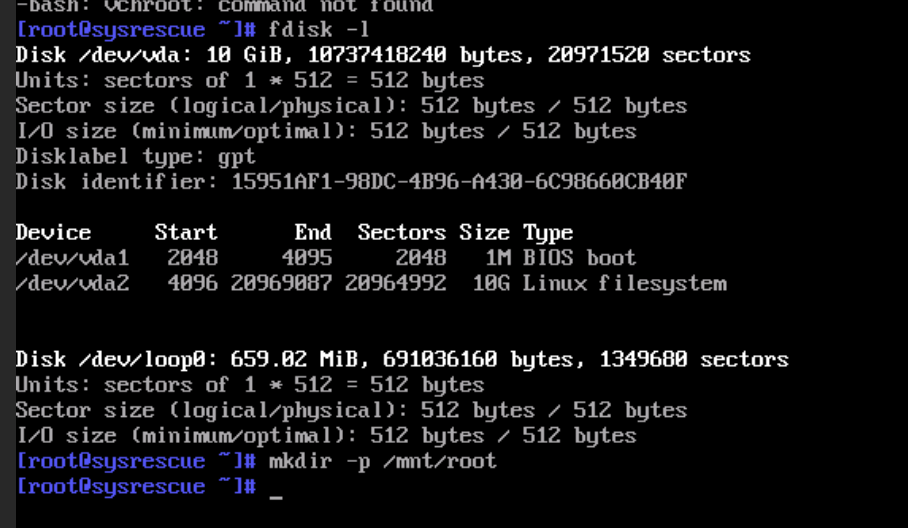 -bash: vchroot: command not found
[root@sysrescue ~]# fdisk -l
Disk /dev/vda: 10 GiB, 10737418240 bytes, 20971520 sectors
Units: sectors of 1 * 512 = 512 bytes
Sector size (logical/physical): 512 bytes / 512 bytes
I/O size (minimum/optimal): 512 bytes / 512 bytes
Disklabel type: gpt
Disk identifier: 15951AF1-98DC-4B96-A430-6C98660CB40F
Device     Start      End  Sectors Size Type
/dev/vda1   2048     4095     2048   1M BIOS boot
/dev/vda2   4096 20969087 20964992  10G Linux filesystem
Disk /dev/loop0: 659.02 MiB, 691036160 bytes, 1349680 sectors
Units: sectors of 1 * 512 = 512 bytes
Sector size (logical/physical): 512 bytes / 512 bytes
I/O size (minimum/optimal): 512 bytes / 512 bytes
[root@sysrescue ~]# mkdir -p /mnt/root
[root@sysrescue ~]# _